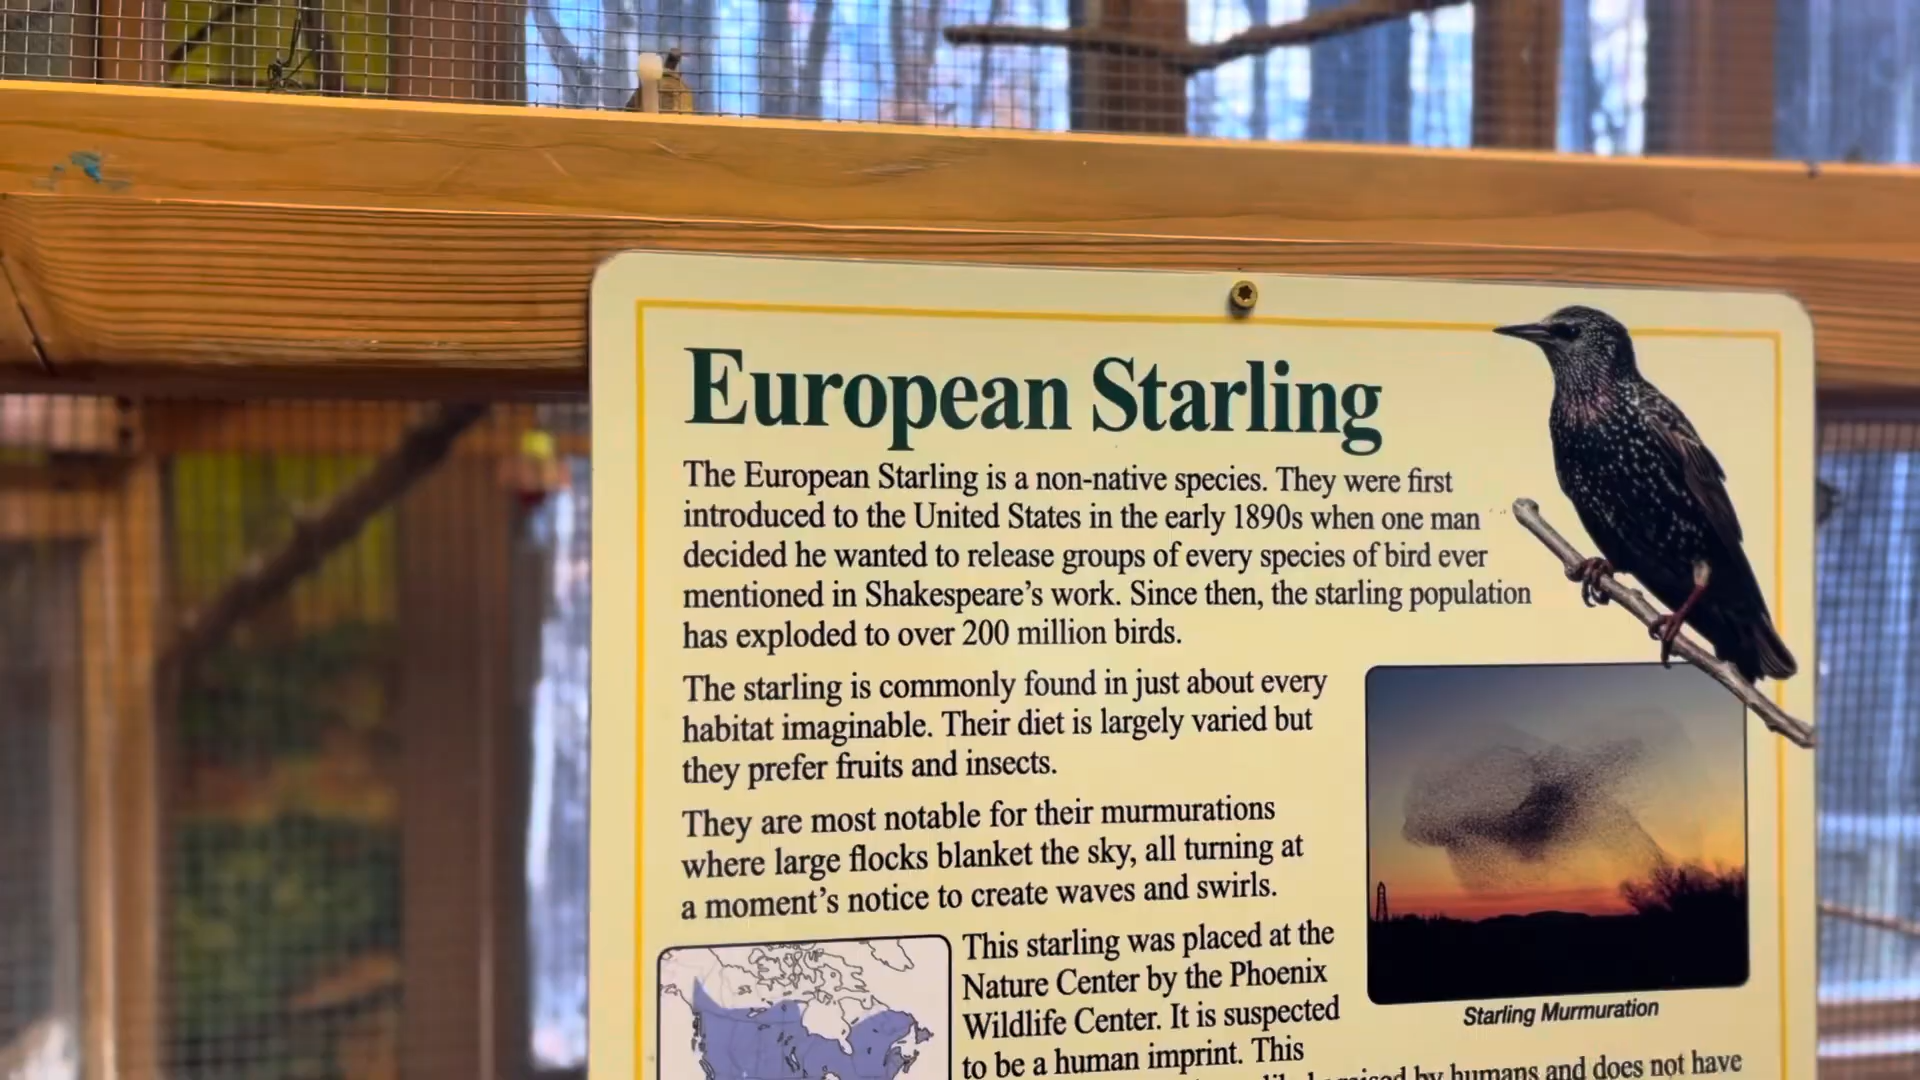 European Starling
The European Starling is a non-native species. They were first
introduced to the United States in the early 1890s when one man
decided he wanted to release groups of every species of bird ever
mentioned in Shakespeare's work. Since then, the starling population
has exploded to over 200 million birds.
The starling is commonly found in just about every
habitat imaginable. Their diet is largely varied but
they prefer fruits and insects.
They are most notable for their murmurations
where large flocks blanket the sky, all turning at
a moment's notice to create waves and swirls.
Starling Murmuration
This starling was placed at the
Nature Center by the Phoenix
Wildlife Center. It is suspected
to be a human imprint. This
by humans and does not have